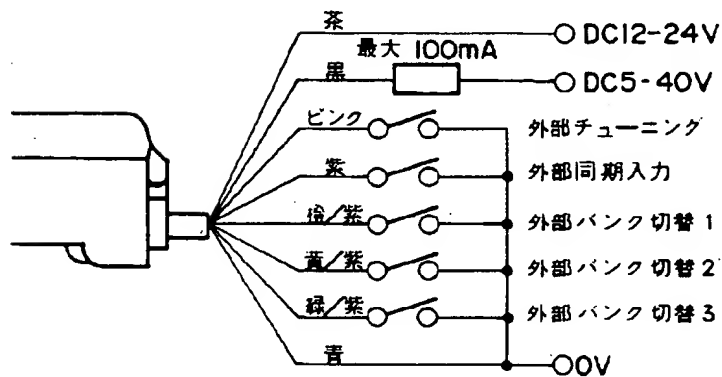 茶 DC12-24V
最大 100mA
黒 DC5-40V
ピンク 外部チューニング
紫 外部同期入力
橙/紫 外部バンク切替1
黄/紫 外部バンク切替2
緑/紫 外部バンク切替3
青 0V